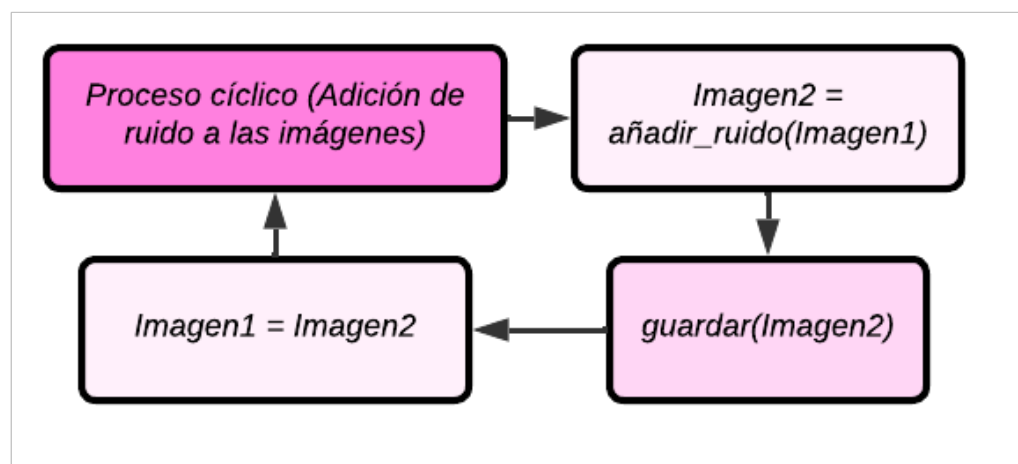 Proceso cíclico (Adición de
ruido a las imágenes)
Imagen2 =
añadir_ruido(Imagen1)
Imagen1 = Imagen2
guardar(Imagen2)